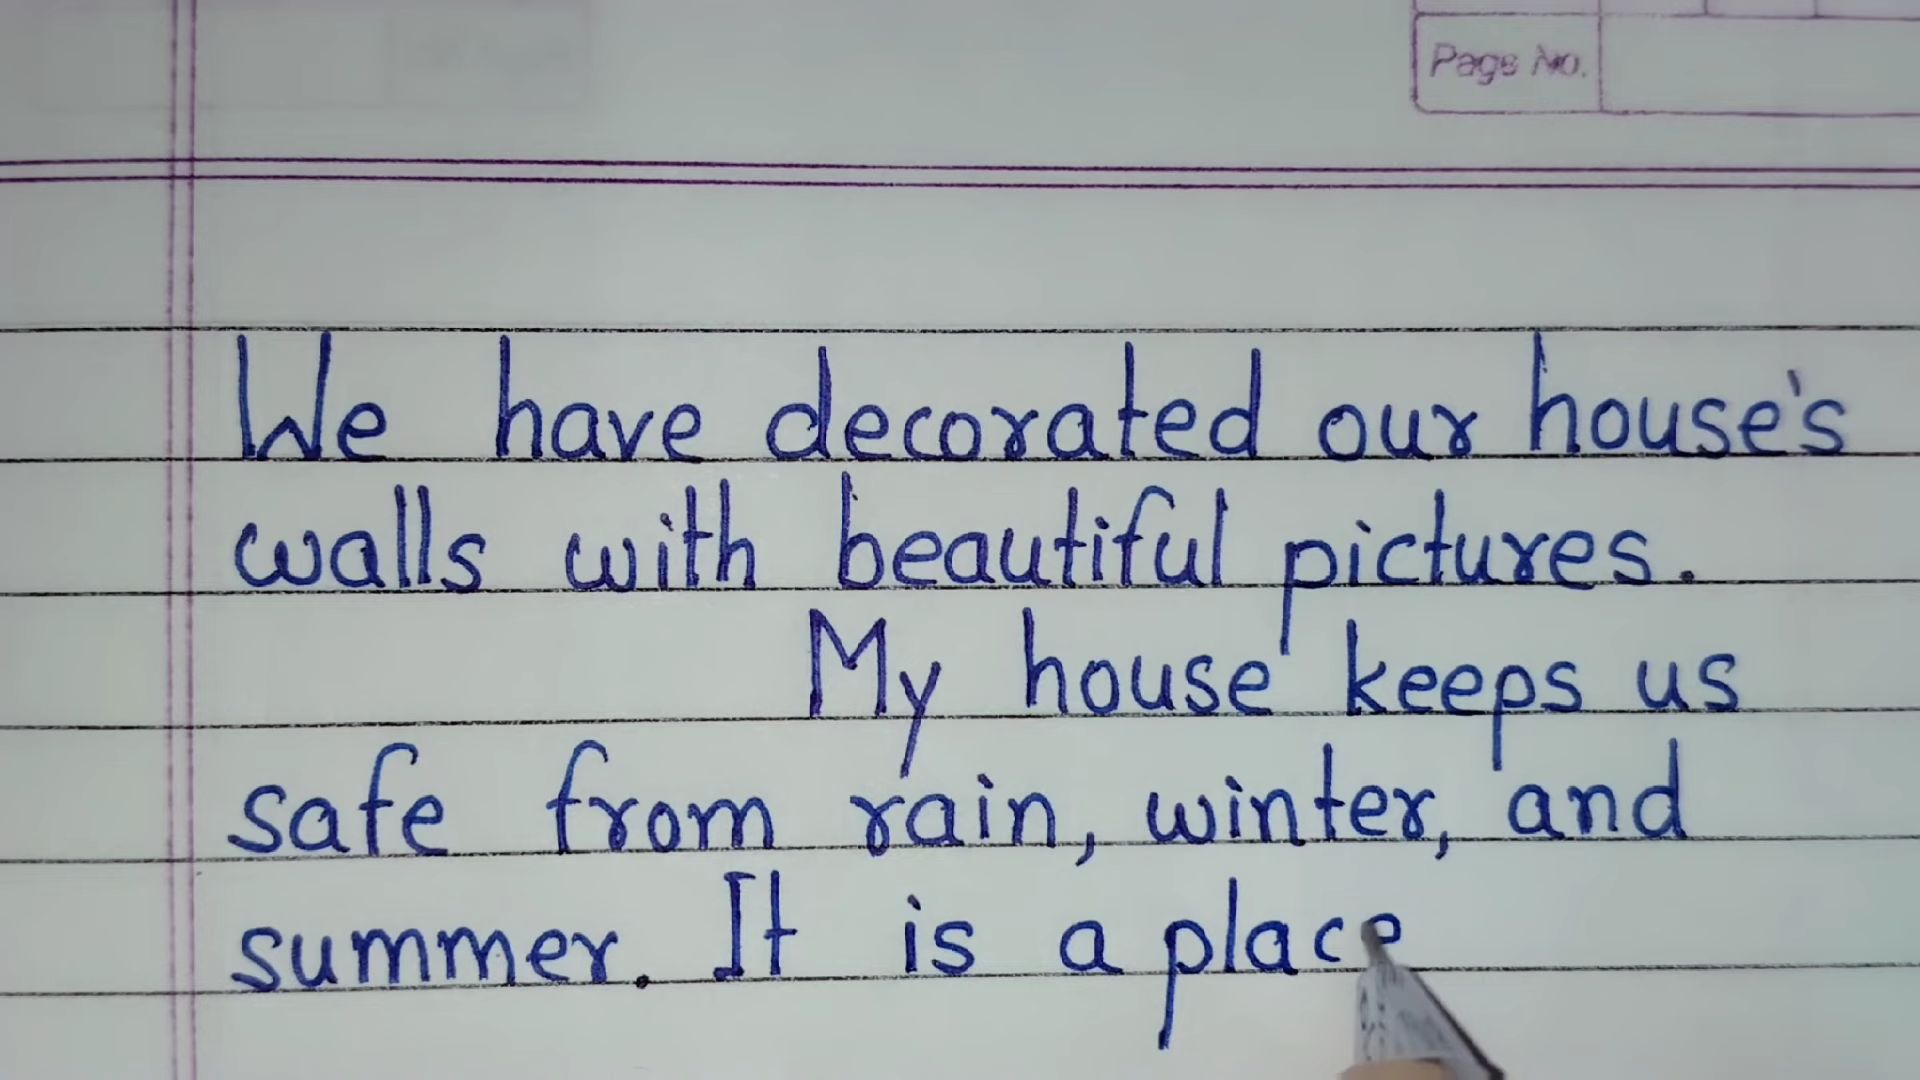 Page No.
We have decorated our house's
walls with beautiful pictures.
My house keeps us
safe from rain, winter, and
summer. It is a place